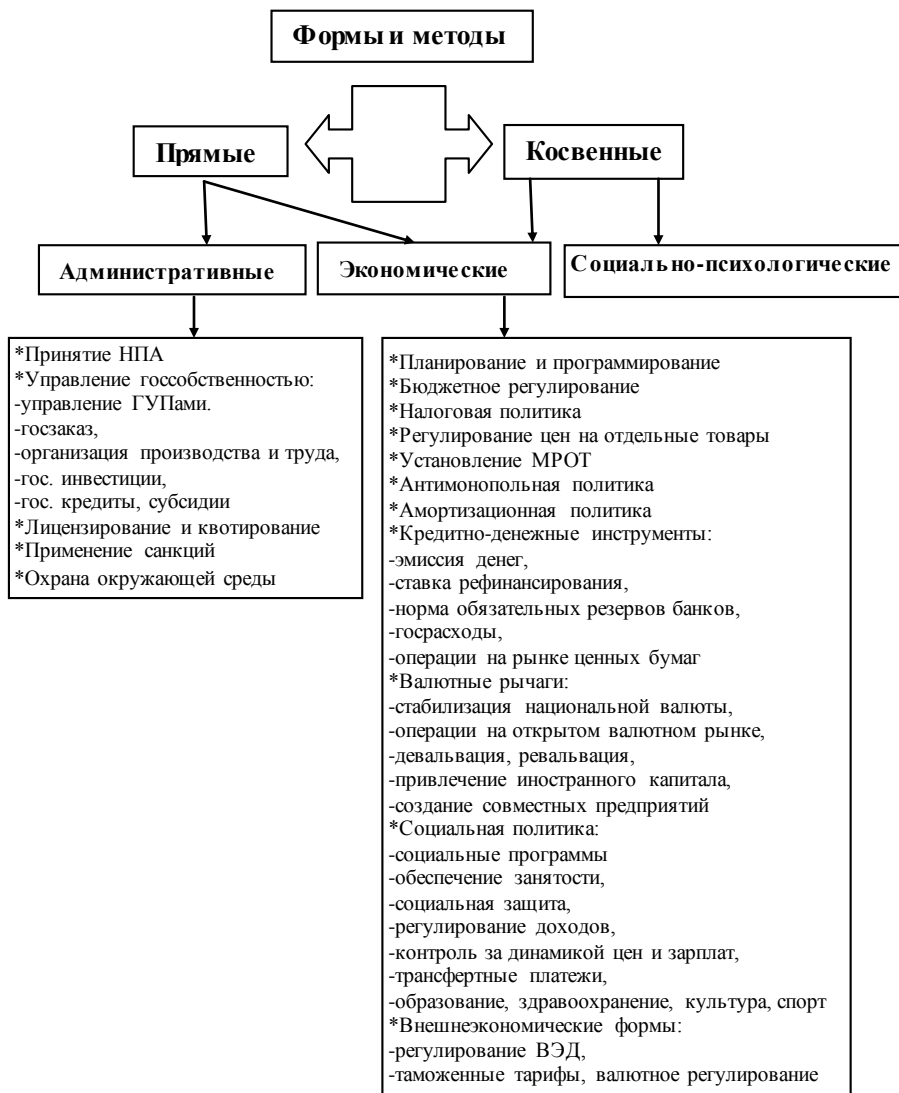 Формы и методы
Прямые
Косвенные
Административные
Экономические
Социально-психологические
*Принятие НПА
*Управление госсобственностью:
-управление ГУПами.
-госзаказ,
-организация производства и труда,
-гос. инвестиции,
-гос. кредиты, субсидии
*Лицензирование и квотирование
*Применение санкций
*Охрана окружающей среды
*Планирование и программирование
*Бюджетное регулирование
*Налоговая политика
*Регулирование цен на отдельные товары
*Установление МРОТ
*Антимонопольная политика
*Амортизационная политика
*Кредитно-денежные инструменты:
-эмиссия денег,
-ставка рефинансирования,
-норма обязательных резервов банков,
-госрасходы,
-операции на рынке ценных бумаг
*Валютные рычаги:
-стабилизация национальной валюты,
-операции на открытом валютном рынке,
-девальвация, ревальвация,
-привлечение иностранного капитала,
-создание совместных предприятий
*Социальная политика:
-социальные программы
-обеспечение занятости,
-социальная защита,
-регулирование доходов,
-контроль за динамикой цен и зарплат,
-трансфертные платежи,
-образование, здравоохранение, культура, спорт
*Внешнеэкономические формы:
-регулирование ВЭД,
-таможенные тарифы, валютное регулирование